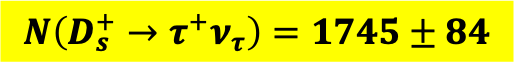 N(D_s^+ → τ^+ ν_τ) = 1745 ± 84